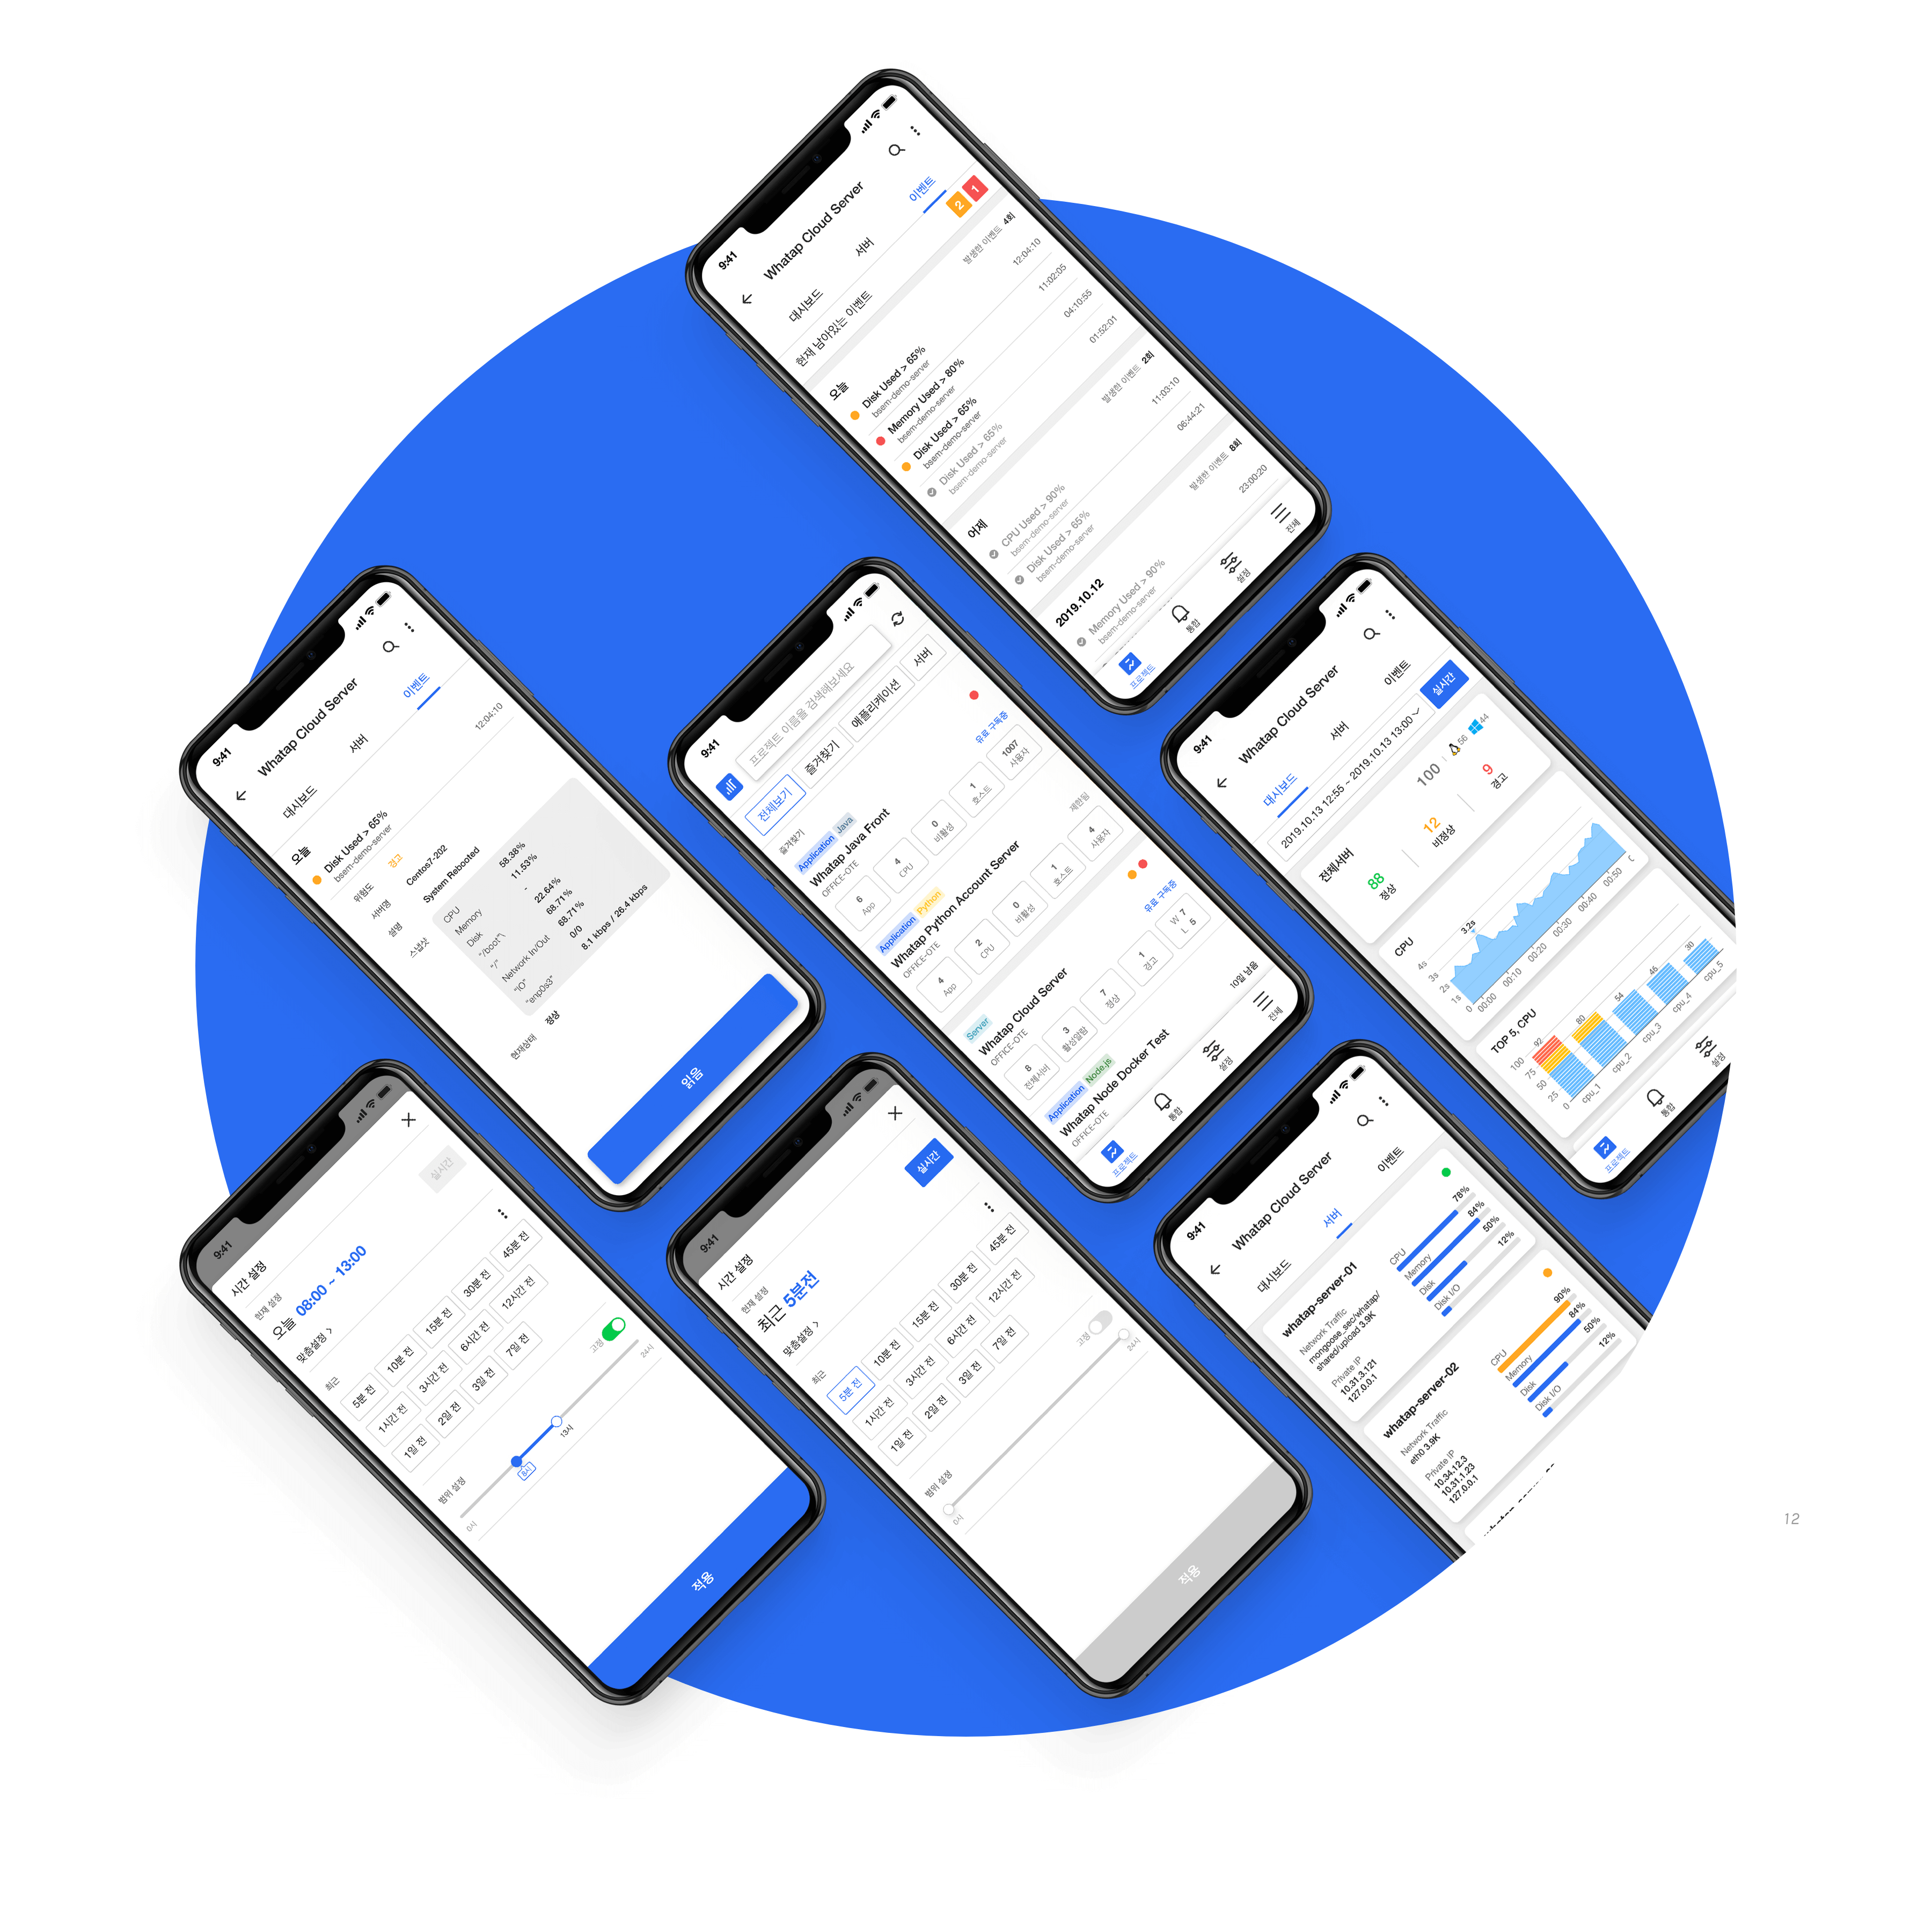 9:41
Whatap Cloud Server
대시보드
서버
이벤트
현재 남아있는 이벤트
2
1
오늘
발생한 이벤트 4회
Disk Used > 65%
12:04:10
bsem-demo-server
Memory Used > 80%
11:02:05
bsem-demo-server
Disk Used > 65%
04:10:55
bsem-demo-server
Disk Used > 65%
01:52:01
bsem-demo-server
어제
발생한 이벤트 2회
CPU Used > 90%
11:03:10
bsem-demo-server
Disk Used > 65%
06:44:21
bsem-demo-server
2019.10.12
발생한 이벤트 8회
Memory Used > 90%
23:00:20
bsem-demo-server
프로젝트
통합
설정
전체
9:41
Whatap Cloud Server
대시보드
서버
이벤트
오늘
Disk Used > 65%
12:04:10
bsem-demo-server
위험도
경고
서버명
Centos7-202
설명
System Rebooted
스냅샷
CPU
58.38%
Memory
11.53%
Disk
-
"/boot"\
22.64%
"/"
68.71%
Network In/Out
68.71%
"IO"
0/0
"enp0s3"
8.1 kbps / 26.4 kbps
현재상태
정상
읽음
9:41
프로젝트 이름을 검색해보세요
전체보기
즐겨찾기
애플리케이션
서버
즐겨찾기
Application Java
Whatap Java Front
유료 구독중
OFFICE-OTE
6
App
4
CPU
0
비활성
1
호스트
1007
사용자
Application Python
Whatap Python Account Server
제한됨
OFFICE-OTE
4
App
2
CPU
0
비활성
1
호스트
4
사용자
Server
Whatap Cloud Server
유료 구독중
OFFICE-OTE
8
전체서버
3
활성알람
7
정상
1
경고
W 7
L 5
Application Node.js
Whatap Node Docker Test
10일 남음
OFFICE-OTE
프로젝트
통합
설정
전체
9:41
Whatap Cloud Server
대시보드
서버
이벤트
2019.10.13 12:55 ~ 2019.10.13 13:00
실시간
전체서버
100
56
44
88
정상
12
비정상
9
경고
CPU
4s
3s
2s
1s
0
3.2s
00:00
00:10
00:20
00:30
00:40
00:50
TOP 5, CPU
100
75
50
25
0
92
80
54
46
30
cpu_1
cpu_2
cpu_3
cpu_4
cpu_5
프로젝트
통합
설정
9:41
시간 설정
실시간
현재 설정
오늘 08:00 ~ 13:00
맞춤설정 >
최근
5분 전
10분 전
15분 전
30분 전
45분 전
1시간 전
3시간 전
6시간 전
12시간 전
1일 전
2일 전
3일 전
7일 전
범위 설정
고정
0시
8시
13시
24시
적용
9:41
시간 설정
실시간
현재 설정
최근 5분전
맞춤설정 >
최근
5분 전
10분 전
15분 전
30분 전
45분 전
1시간 전
3시간 전
6시간 전
12시간 전
1일 전
2일 전
3일 전
7일 전
범위 설정
고정
0시
24시
적용
9:41
Whatap Cloud Server
대시보드
서버
이벤트
whatap-server-01
Network Traffic
mongoose_sec/whatap/
shared/upload 3.9K
Private IP
10.31.3.121
127.0.0.1
CPU
78%
Memory
84%
Disk
50%
Disk I/O
12%
whatap-server-02
Network Traffic
eth0 3.9K
Private IP
10.34.12.3
10.31.1.23
127.0.0.1
CPU
90%
Memory
84%
Disk
50%
Disk I/O
12%
12